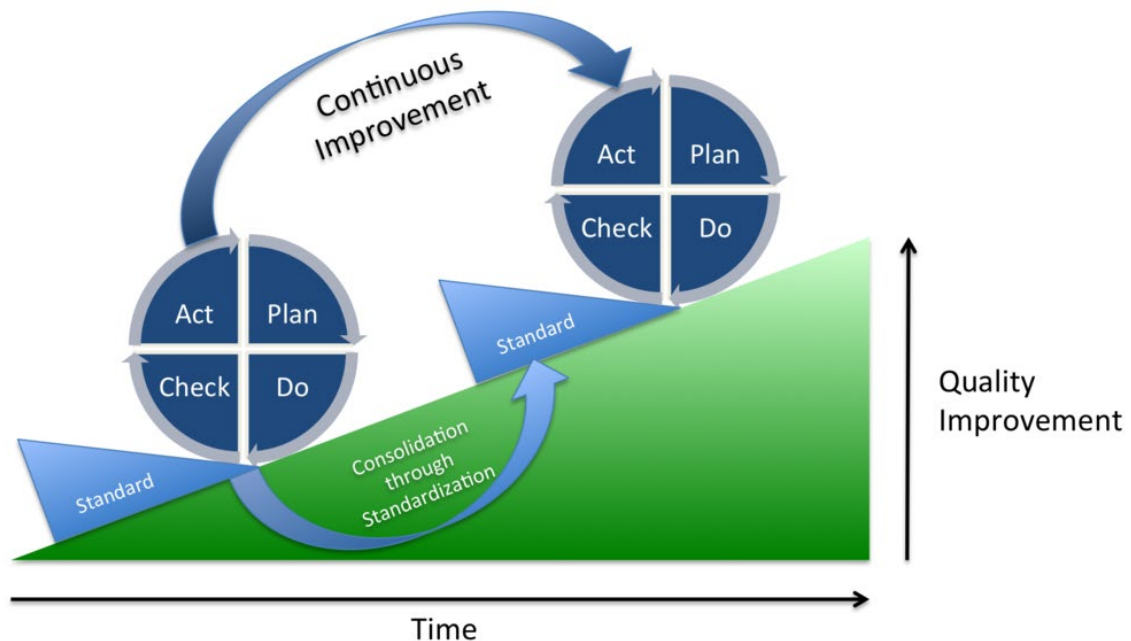 Continuous
Improvement
Act
Plan
Check
Do
Act
Plan
Check
Do
Standard
Standard
Consolidation
through
Standardization
Quality
Improvement
Time